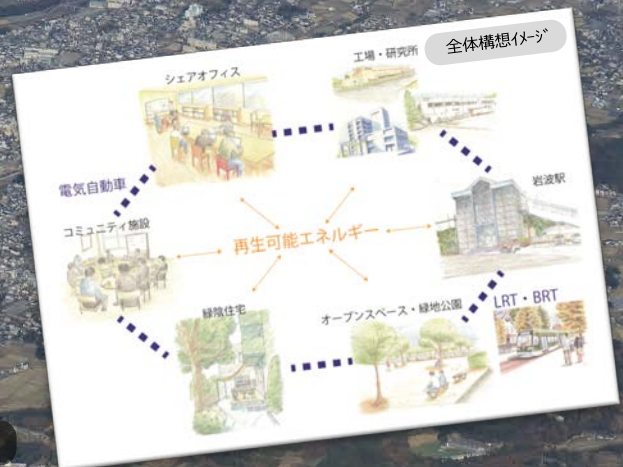 全体構想イメージ
シェアオフィス
工場・研究所
電気自動車
岩波駅
コミュニティ施設
再生可能エネルギー
緑陰住宅
オープンスペース・緑地公園
LRT・BRT